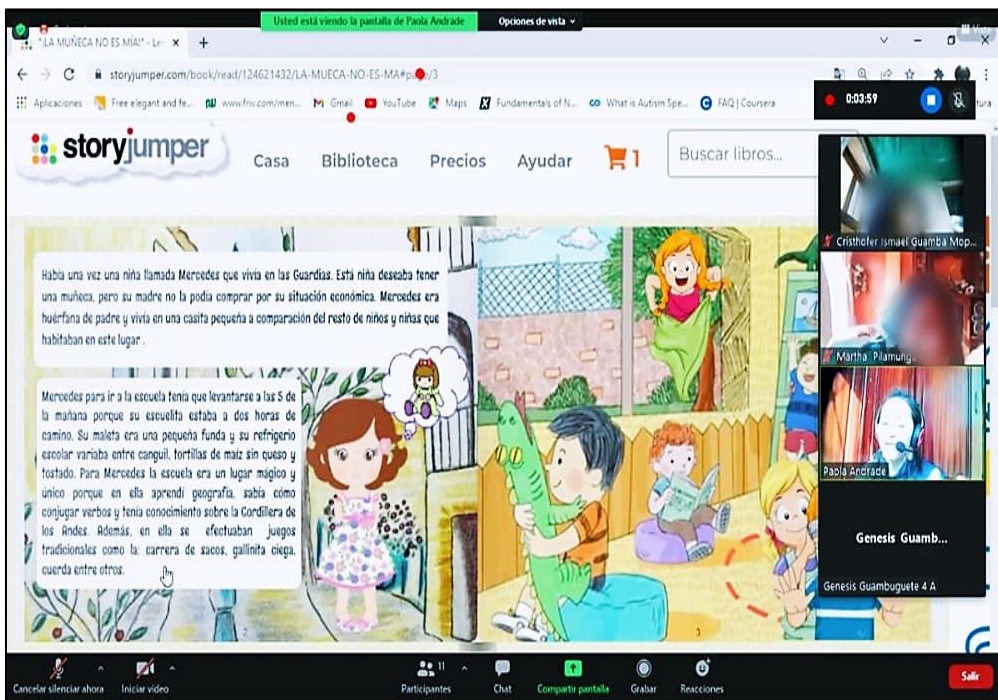 Usted está viendo la pantalla de Paola Andrade
Opciones de vista
"¡LA MUÑECA NO ES MÍA!" - Le
storyjumper.com/book/read/124621432/LA-MUECA-NO-ES-MA#p /3
Aplicaciones Free elegant and fe... www.friv.com/men... Gmail YouTube Maps Fundamentals of N... What is Autism Spe... FAQ | Coursera
0:03:59
storyjumper
Casa Biblioteca Precios Ayudar 1 Buscar libros...
Había una vez una niña llamada Mercedes que vivía en las Guardias. Está niña deseaba tener
una muñeca, pero su madre no la podía comprar por su situación económica. Mercedes era
huérfana de padre y vivía en una casita pequeña a comparación del resto de niños y niñas que
habitaban en este lugar .
Mercedes para ir a la escuela tenía que levantarse a las 5 de
la mañana porque su escuelita estaba a dos horas de
camino. Su maleta era una pequeña funda y su refrigerio
escolar variaba entre canguil, tortillas de maíz sin queso y
tostado. Para Mercedes la escuela era un lugar mágico y
único porque en ella aprendí geografía, sabía cómo
conjugar verbos y tenía conocimiento sobre la Cordillera de
los Andes. Además, en ella se efectuaban juegos
tradicionales como la: carrera de sacos, gallinita ciega,
cuerda entre otros.
2
3
Cristhofer Ismael Guamba Mop...
Martha Pilamung...
Paola Andrade
Genesis Guamb...
Genesis Guambuguete 4 A
Cancelar silenciar ahora
Iniciar video
11
Participantes
Chat
Compartir pantalla
Grabar
Reacciones
Salir